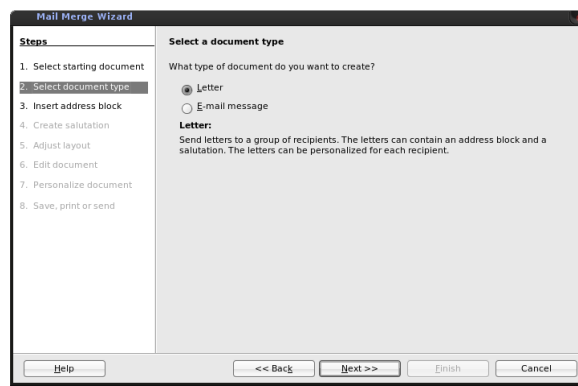 Mail Merge Wizard
Steps
1. Select starting document
2. Select document type
3. Insert address block
4. Create salutation
5. Adjust layout
6. Edit document
7. Personalize document
8. Save, print or send
Select a document type
What type of document do you want to create?
Letter
E-mail message
Letter:
Send letters to a group of recipients. The letters can contain an address block and a
salutation. The letters can be personalized for each recipient.
Help
<< Back
Next >>
Finish
Cancel